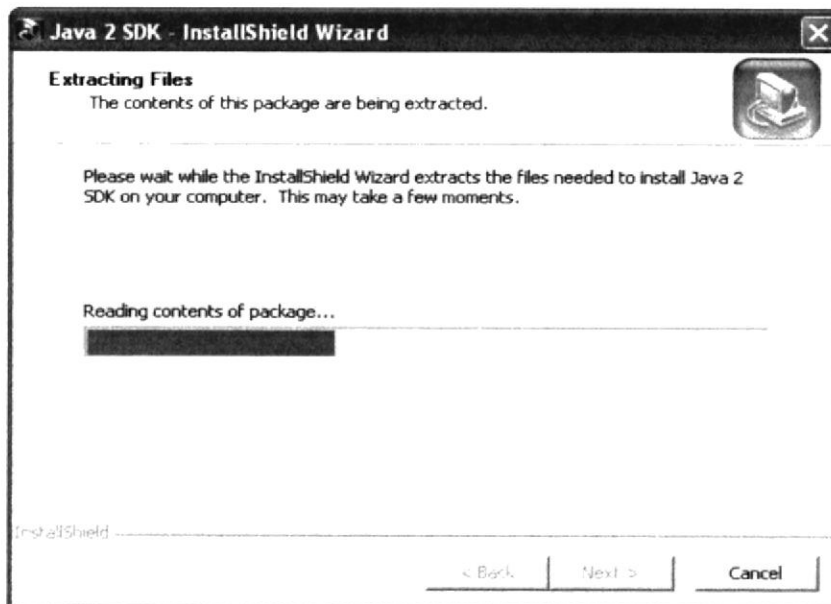 Java 2 SDK - InstallShield Wizard
Extracting Files
The contents of this package are being extracted.
Please wait while the InstallShield Wizard extracts the files needed to install Java 2
SDK on your computer. This may take a few moments.
Reading contents of package...
InstallShield
< Back
Next >
Cancel